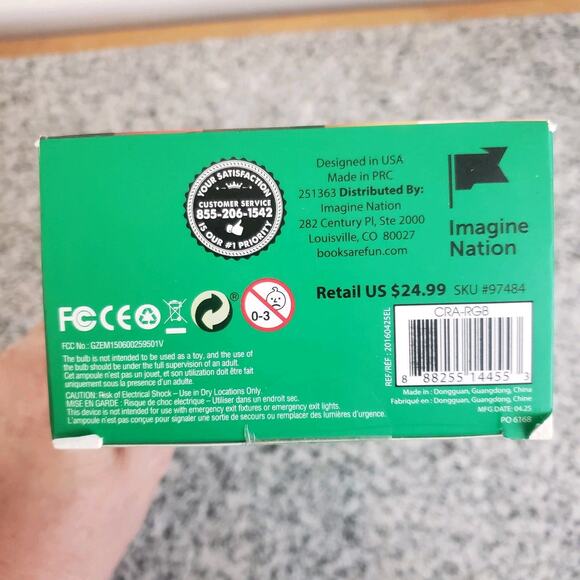 YOUR SATISFACTION
CUSTOMER SERVICE
855-206-1542
IS OUR #1 PRIORITY
Designed in USA
Made in PRC
251363 Distributed By:
Imagine Nation
282 Century Pl, Ste 2000
Louisville, CO 80027
booksarefun.com
Imagine
Nation
Retail US $24.99 SKU #97484
FC CE
®
0-3
FCC No.: GZEM150600259501V
The bulb is not intended to be used as a toy, and the use of
the bulb should be under the full supervision of an adult.
Cet ampoule n'est pas un jouet, et son utilization doit être fait
uniquement sous la présence d'un adulte.
CAUTION: Risk of Electrical Shock – Use in Dry Locations Only
MISE EN GARDE : Risque de choc electrique – Utiliser dans un endroit sec.
This device is not intended for use with emergency exit fixtures or emergency exit lights.
L'ampoule n'est pas conçu pour signaler une sortie de secours ou remplacer des lumières d'urgence.
REF/RÉF : 20160425EL
CRA-RGB
8 88255 14455 3
Made in : Dongguan, Guangdong, China
Fabriqué en : Dongguan, Guangdong, Chine
MFG.DATE: 04.25
PO 6168